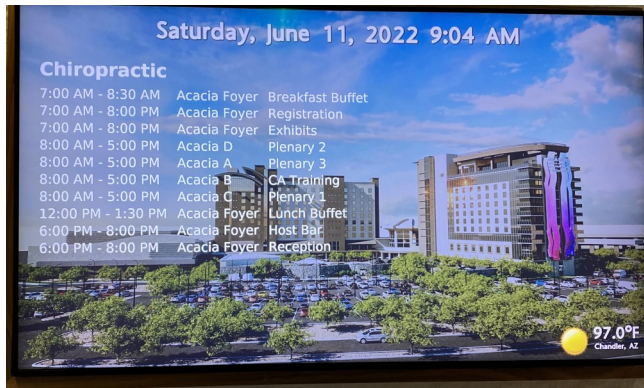 Saturday, June 11, 2022 9:04 AM
Chiropractic
7:00 AM - 8:30 AM Acacia Foyer Breakfast Buffet
7:00 AM - 8:00 PM Acacia Foyer Registration
7:00 AM - 8:00 PM Acacia Foyer Exhibits
8:00 AM - 5:00 PM Acacia D Plenary 2
8:00 AM - 5:00 PM Acacia A Plenary 3
8:00 AM - 5:00 PM Acacia B CA Training
8:00 AM - 5:00 PM Acacia C Plenary 1
12:00 PM - 1:30 PM Acacia Foyer Lunch Buffet
6:00 PM - 8:00 PM Acacia Foyer Host Bar
6:00 PM - 8:00 PM Acacia Foyer Reception
97.0°F
Chandler, AZ